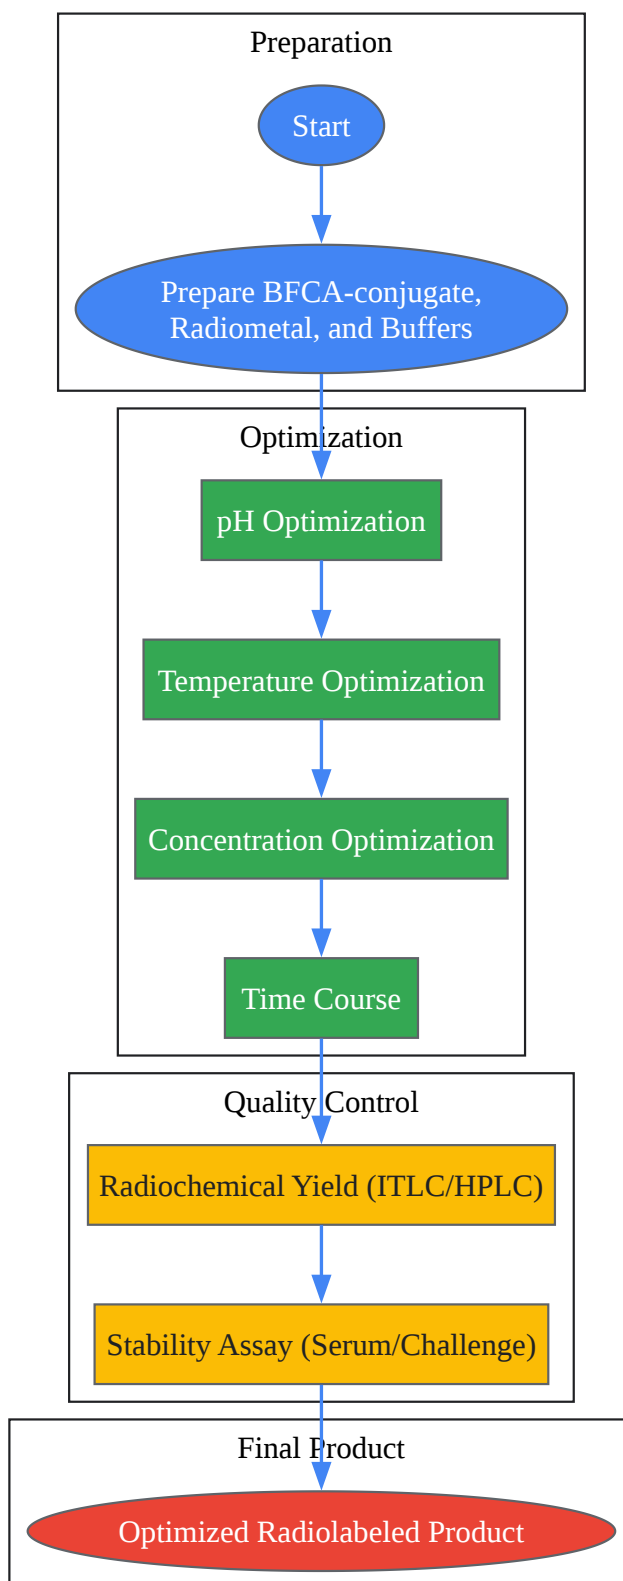 Preparation
Start
Prepare BFCA-conjugate,
Radiometal, and Buffers
Optimization
pH Optimization
Temperature Optimization
Concentration Optimization
Time Course
Quality Control
Radiochemical Yield (ITLC/HPLC)
Stability Assay (Serum/Challenge)
Final Product
Optimized Radiolabeled Product